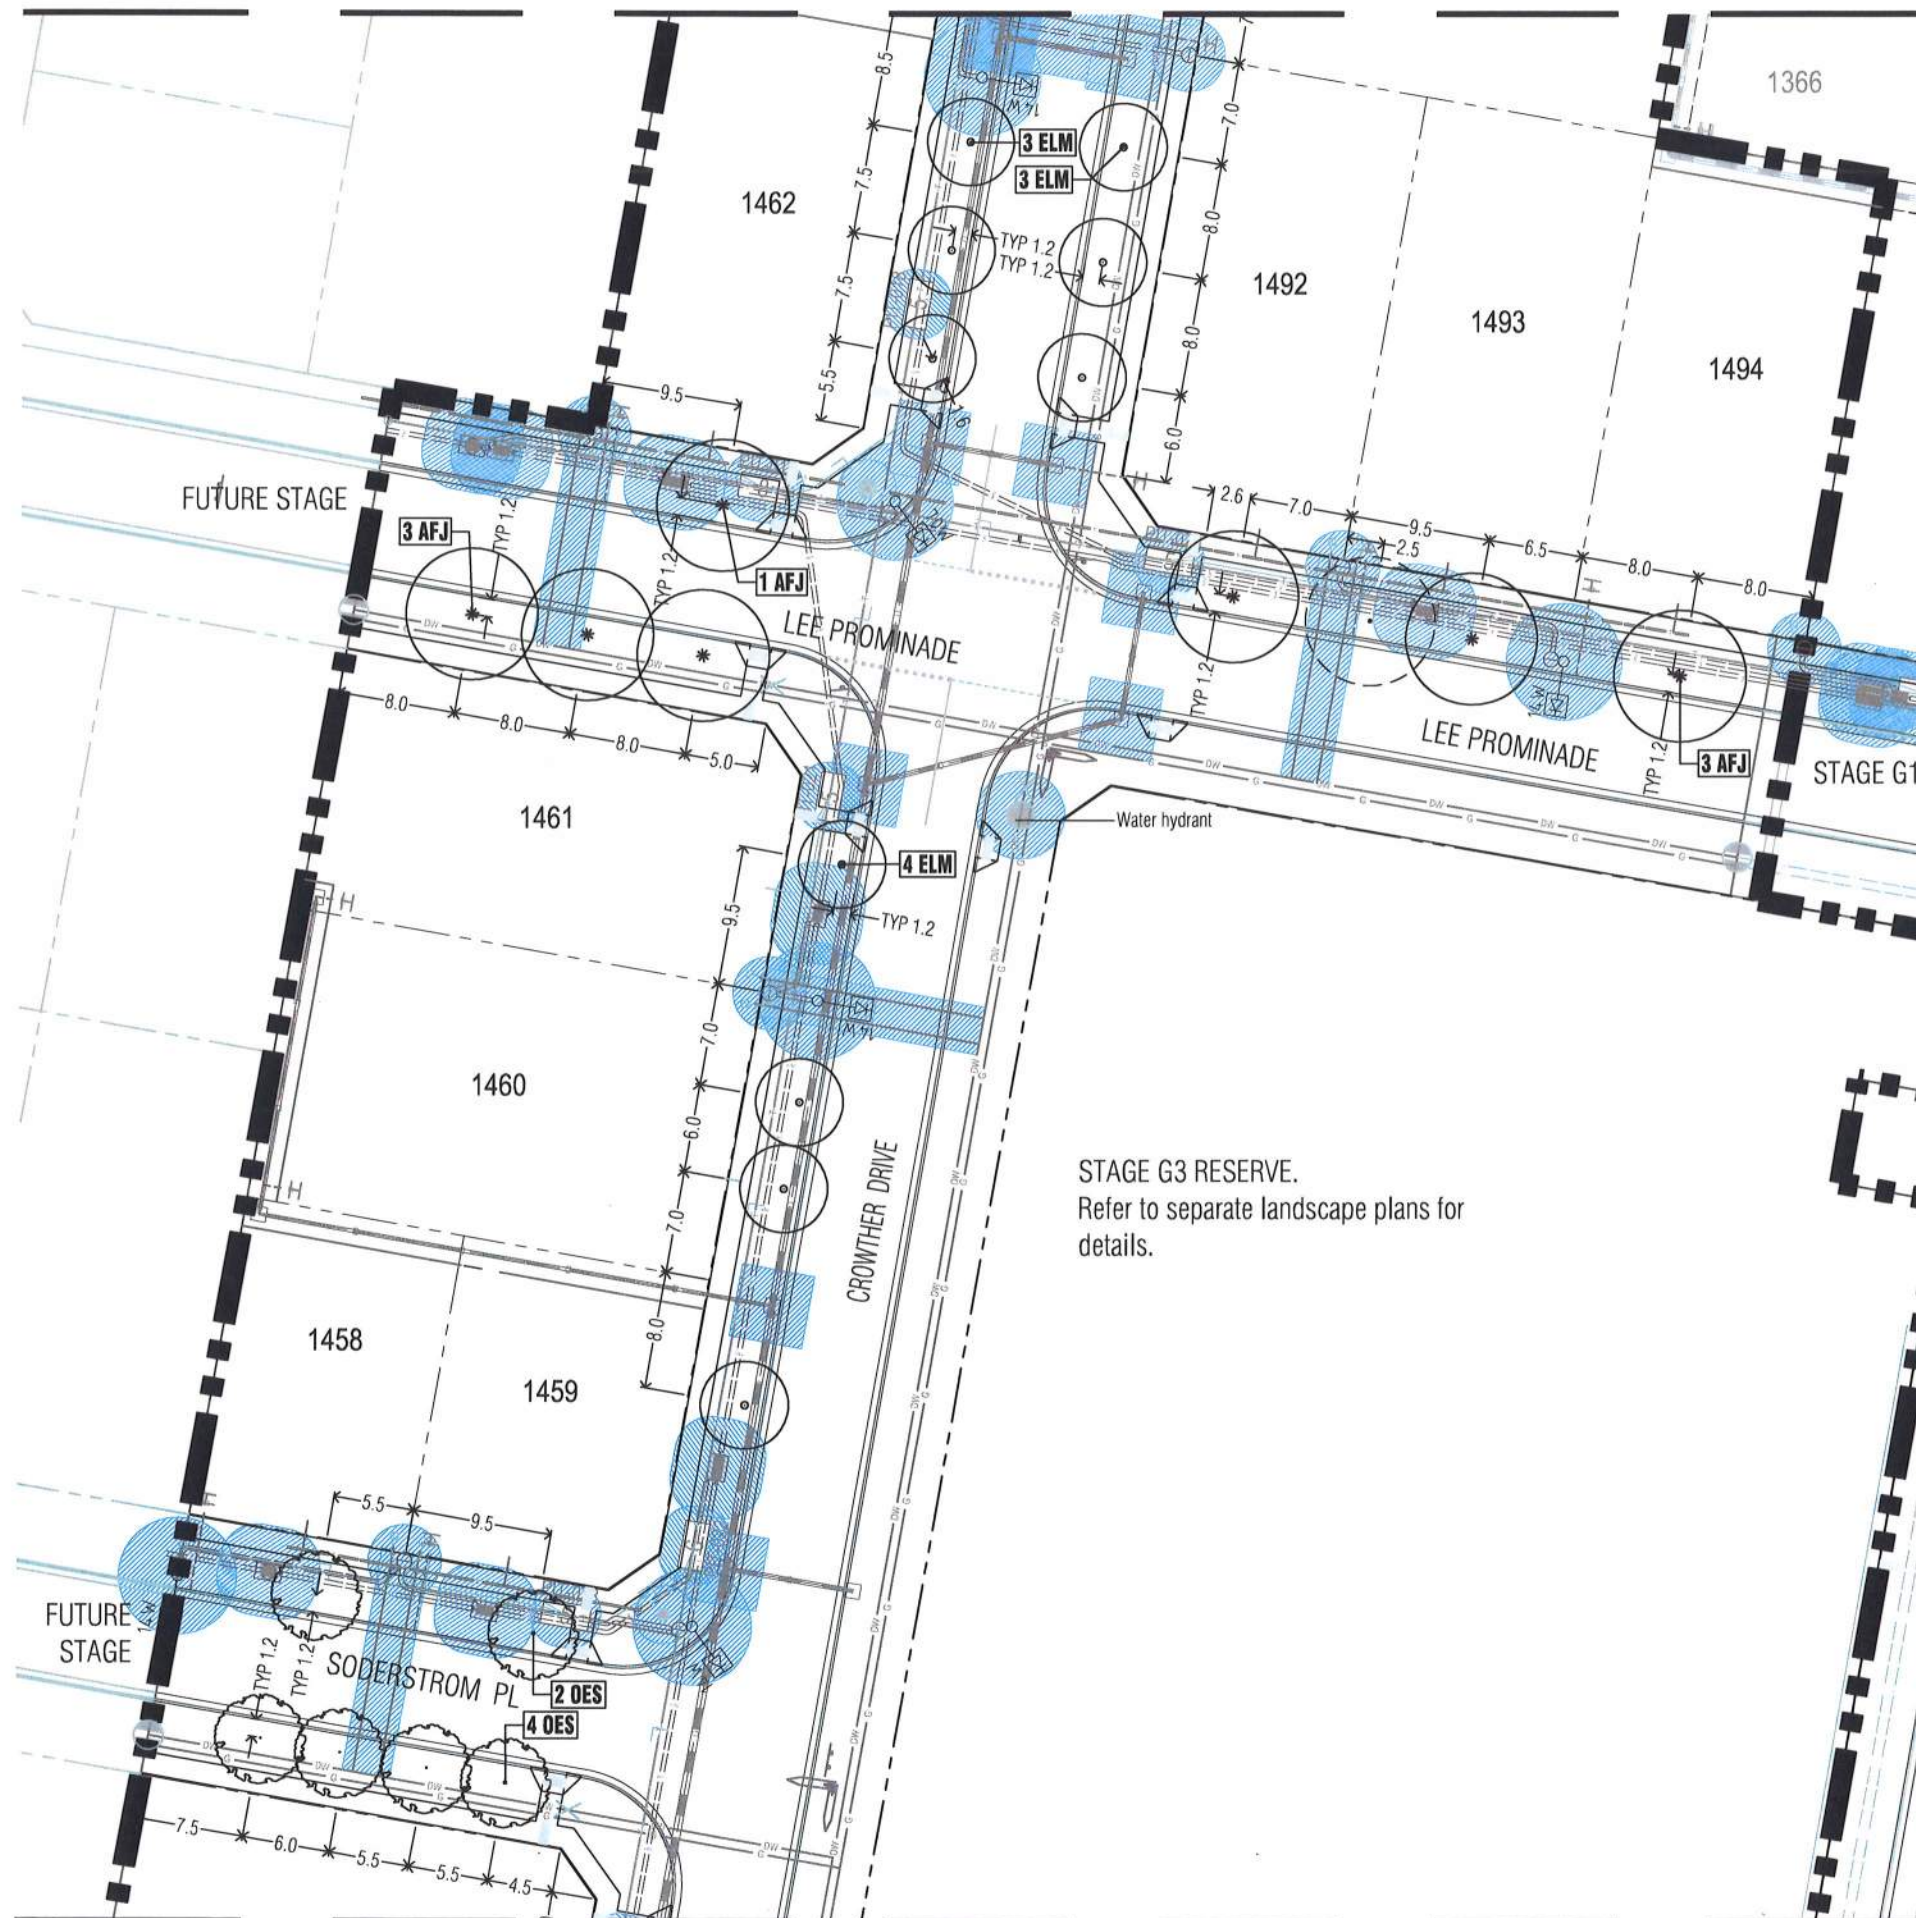 1366
8.5
7.0
3 ELM
3 ELM
7.5
1462
8.0
TYP 1.2
TYP 1.2
1492
7.5
1493
8.0
1494
5.5
9.5
1.6
6.0
FUTURE STAGE
2.6
7.0
9.5
2.5
6.5
8.0
8.0
3 AFJ
TYP 1.2
TYP 1.2
1 AFJ
LEE PROMINADE
TYP 1.2
LEE PROMINADE
TYP 1.2
3 AFJ
STAGE G1
8.0
8.0
8.0
5.0
1461
Water hydrant
4 ELM
9.5
TYP 1.2
H
14W
7.0
1460
6.0
CROWTHER DRIVE
STAGE G3 RESERVE.
Refer to separate landscape plans for
details.
H
7.0
8.0
1458
1459
5.5
9.5
FUTURE
STAGE
14W
TYP 1.2
TYP 1.2
SODERSTROM PL
2 OES
4 OES
7.5
6.0
5.5
5.5
4.5